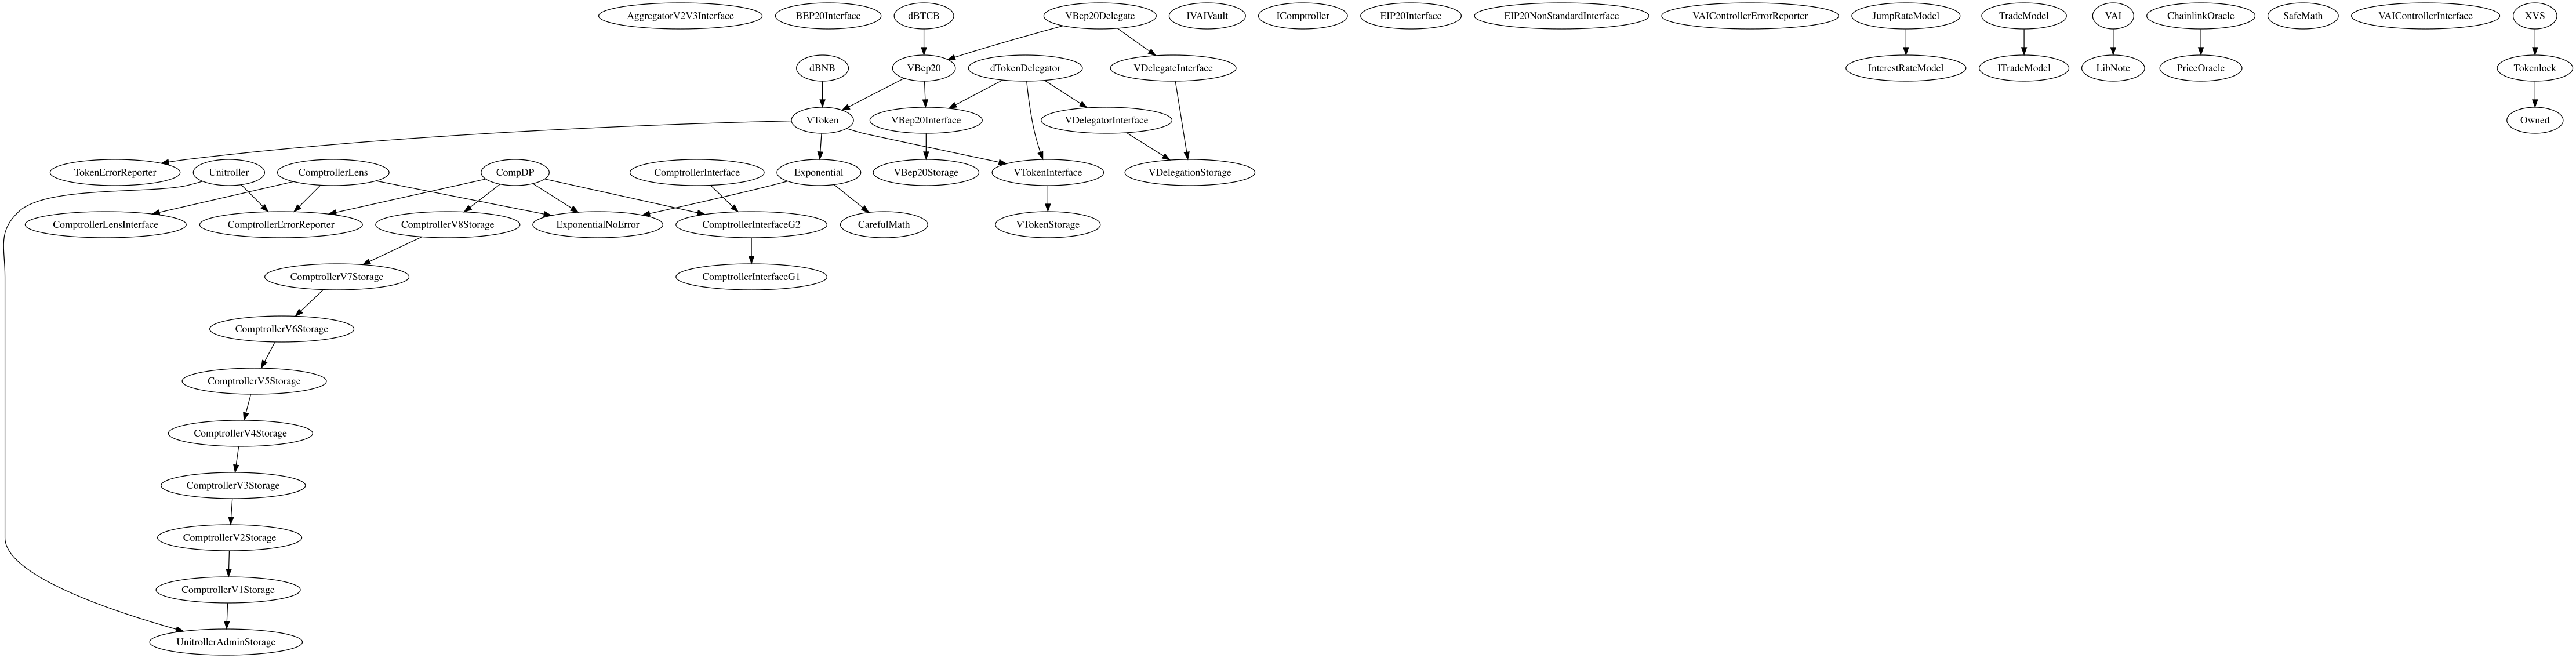 AggregatorV2V3Interface
BEP20Interface
dBTCB
VBep20Delegate
IVAIVault
IComptroller
EIP20Interface
EIP20NonStandardInterface
VAIControllerErrorReporter
JumpRateModel
TradeModel
VAI
ChainlinkOracle
SafeMath
VAIControllerInterface
XVS
dBNB
VBep20
dTokenDelegator
VDelegateInterface
InterestRateModel
ITradeModel
LibNote
PriceOracle
Tokenlock
VToken
VBep20Interface
VDelegatorInterface
Owned
TokenErrorReporter
Unitroller
ComptrollerLens
CompDP
ComptrollerInterface
Exponential
VBep20Storage
VTokenInterface
VDelegationStorage
ComptrollerLensInterface
ComptrollerErrorReporter
ComptrollerV8Storage
ExponentialNoError
ComptrollerInterfaceG2
CarefulMath
VTokenStorage
ComptrollerV7Storage
ComptrollerInterfaceG1
ComptrollerV6Storage
ComptrollerV5Storage
ComptrollerV4Storage
ComptrollerV3Storage
ComptrollerV2Storage
ComptrollerV1Storage
UnitrollerAdminStorage